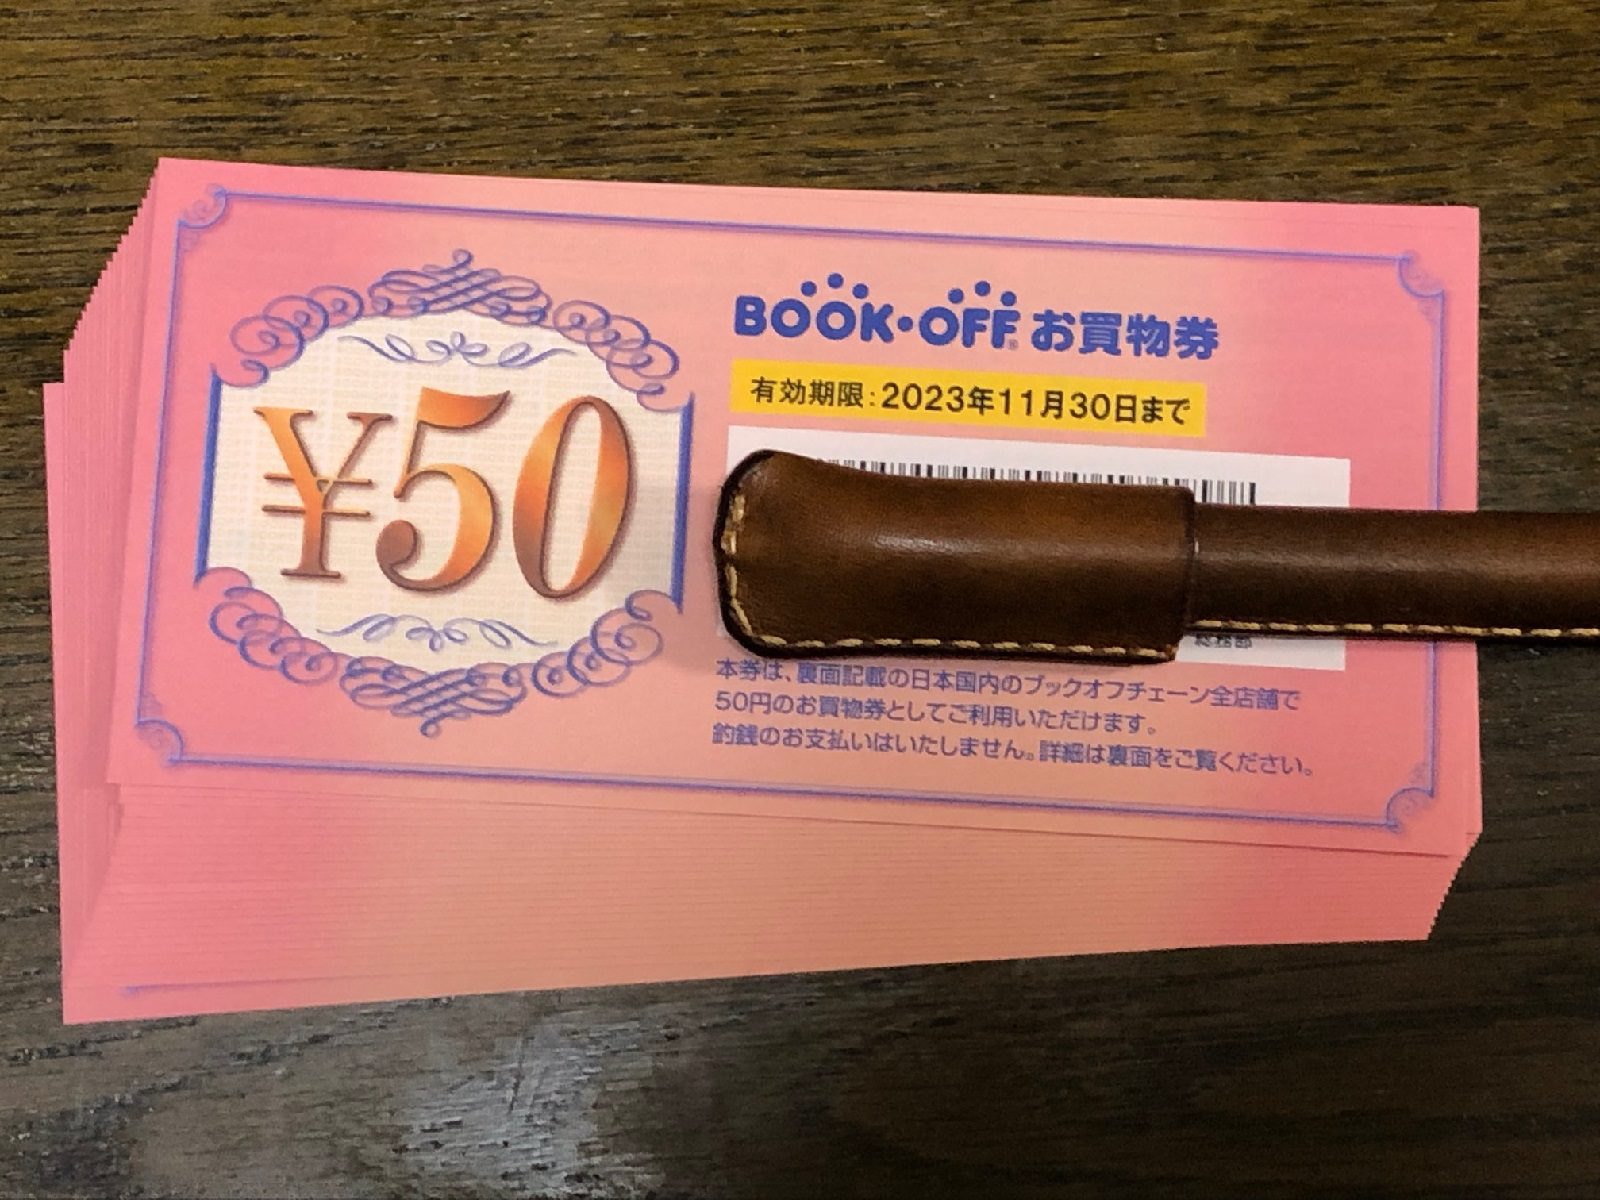 ¥50
BOOK・OFF お買物券
有効期限:2023年11月30日まで
総務部
本券は、裏面記載の日本国内のブックオフチェーン全店舗で
50円のお買物券としてご利用いただけます。
釣銭のお支払いはいたしません。詳細は裏面をご覧ください。